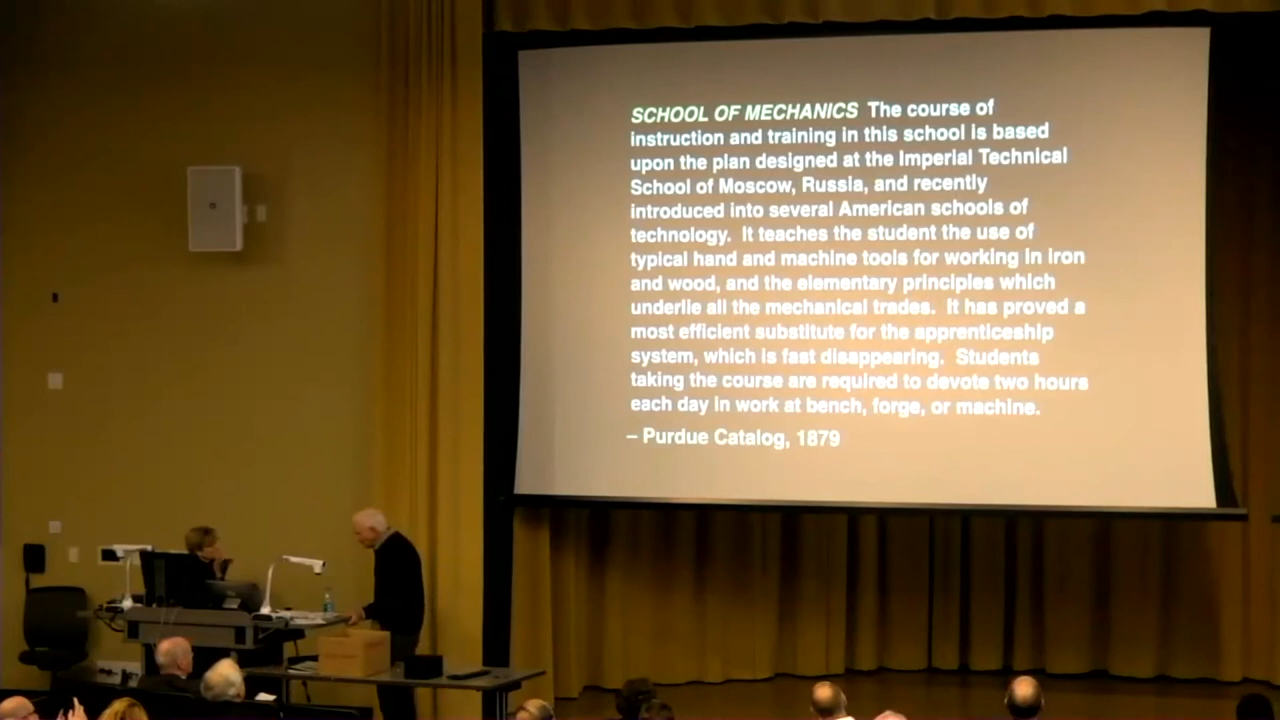 SCHOOL OF MECHANICS The course of
instruction and training in this school is based
upon the plan designed at the Imperial Technical
School of Moscow, Russia, and recently
introduced into several American schools of
technology. It teaches the student the use of
typical hand and machine tools for working in iron
and wood, and the elementary principles which
underlie all the mechanical trades. It has proved a
most efficient substitute for the apprenticeship
system, which is fast disappearing. Students
taking the course are required to devote two hours
each day in work at bench, forge, or machine.
– Purdue Catalog, 1879